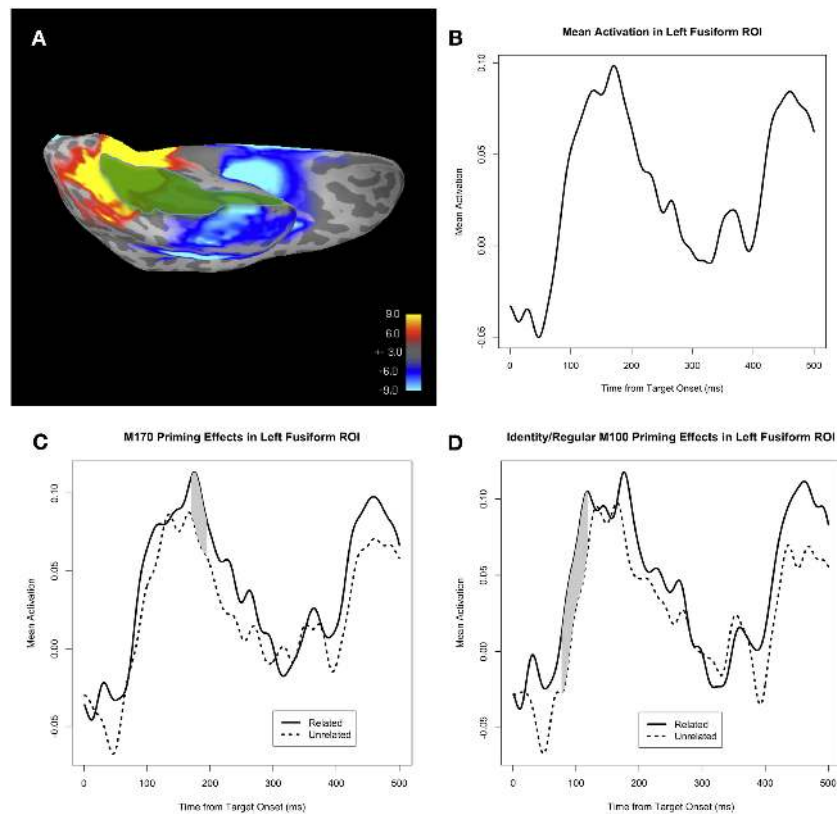 A
9.0
6.0
+- 3.0
-6.0
-9.0
B
Mean Activation in Left Fusiform ROI
Mean Activation
0.10
0.05
0.00
-0.05
0 100 200 300 400 500
Time from Target Onset (ms)
C
M170 Priming Effects in Left Fusiform ROI
Mean Activation
0.10
0.05
0.00
-0.05
Related
Unrelated
0 100 200 300 400 500
Time from Target Onset (ms)
D
Identity/Regular M100 Priming Effects in Left Fusiform ROI
Mean Activation
0.10
0.05
0.00
-0.05
Related
Unrelated
0 100 200 300 400 500
Time from Target Onset (ms)